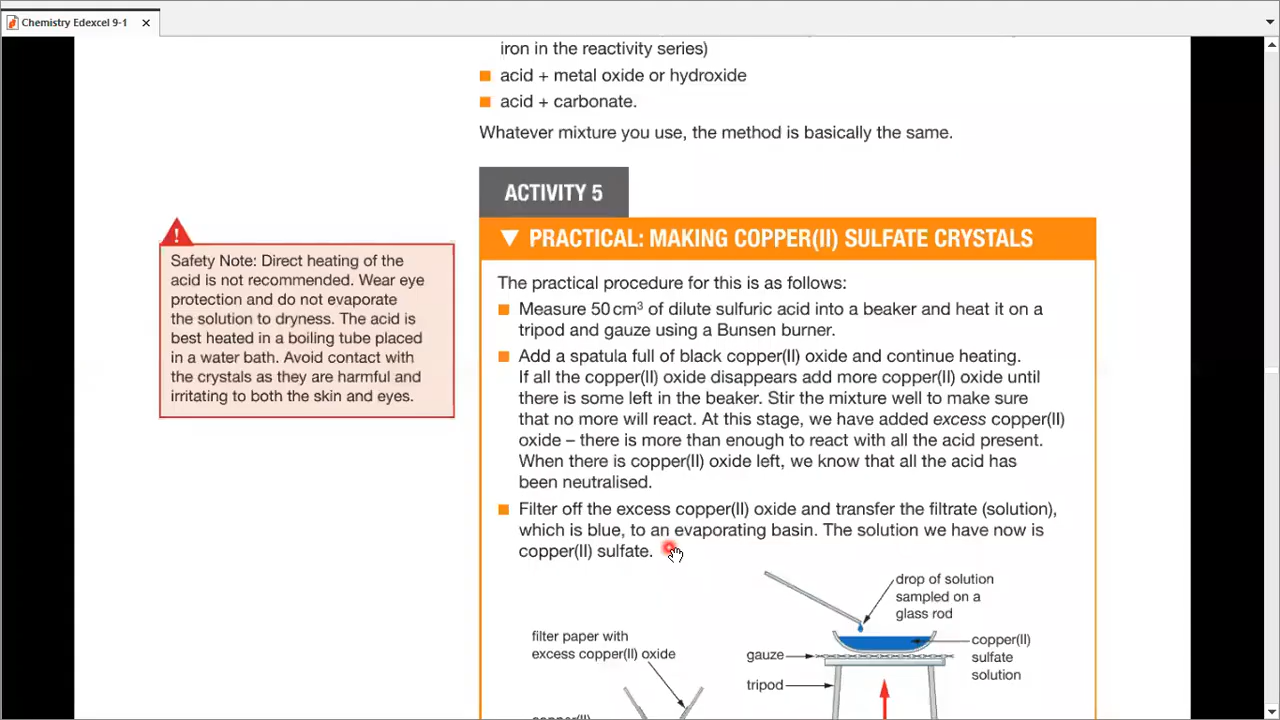 Chemistry Edexcel 9-1
iron in the reactivity series)
■ acid + metal oxide or hydroxide
■ acid + carbonate.
Whatever mixture you use, the method is basically the same.
ACTIVITY 5
▼ PRACTICAL: MAKING COPPER(II) SULFATE CRYSTALS
!
Safety Note: Direct heating of the
acid is not recommended. Wear eye
protection and do not evaporate
the solution to dryness. The acid is
best heated in a boiling tube placed
in a water bath. Avoid contact with
the crystals as they are harmful and
irritating to both the skin and eyes.
The practical procedure for this is as follows:
■ Measure 50 cm³ of dilute sulfuric acid into a beaker and heat it on a
tripod and gauze using a Bunsen burner.
■ Add a spatula full of black copper(II) oxide and continue heating.
If all the copper(II) oxide disappears add more copper(II) oxide until
there is some left in the beaker. Stir the mixture well to make sure
that no more will react. At this stage, we have added excess copper(II)
oxide – there is more than enough to react with all the acid present.
When there is copper(II) oxide left, we know that all the acid has
been neutralised.
■ Filter off the excess copper(II) oxide and transfer the filtrate (solution),
which is blue, to an evaporating basin. The solution we have now is
copper(II) sulfate.
drop of solution
sampled on a
glass rod
filter paper with
excess copper(II) oxide
gauze
tripod
copper(II)
sulfate
solution
copper(II)